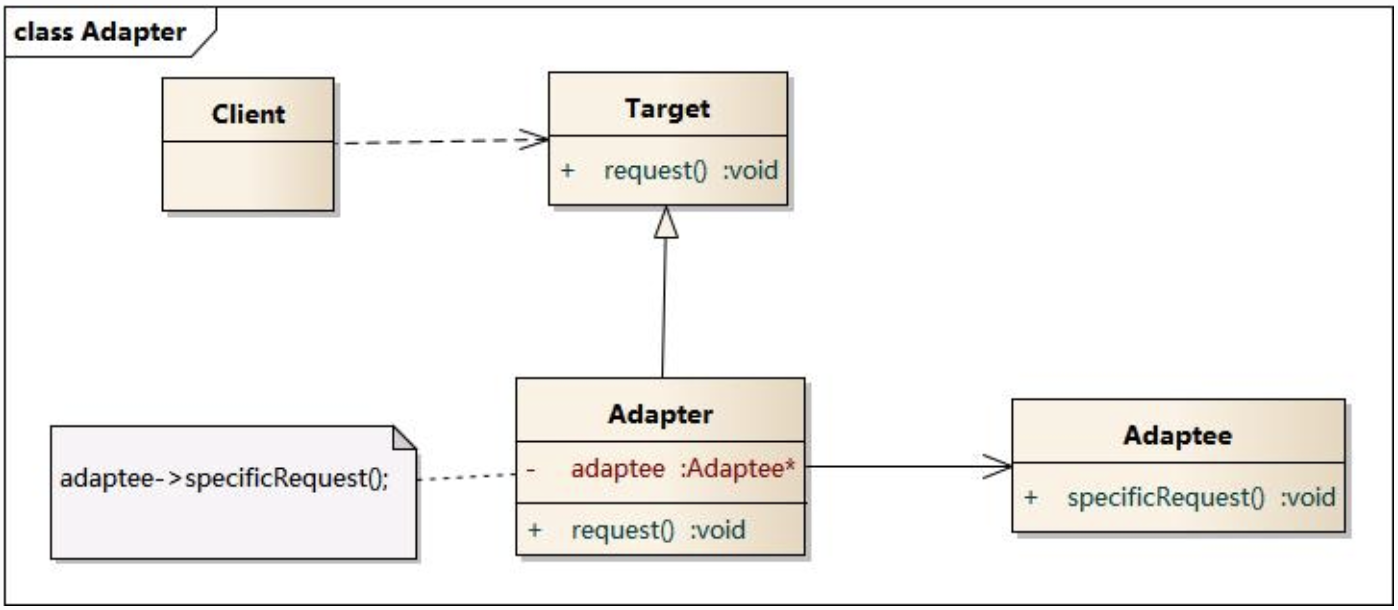 class Adapter
Client
Target
+ request() :void
Adapter
- adaptee :Adaptee*
+ request() :void
adaptee->specificRequest();
Adaptee
+ specificRequest() :void